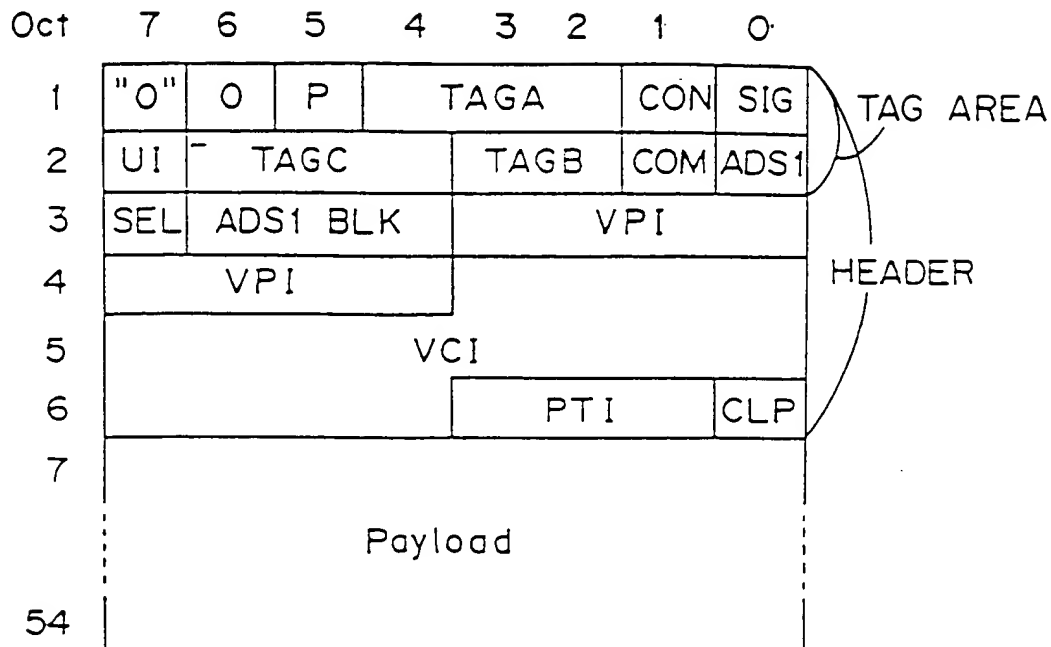 Oct 7 6 5 4 3 2 1 0
1 "0" 0 P TAGA CON SIG
TAG AREA
2 UI TAGC TAGB COM ADS1
3 SEL ADS1 BLK VPI
4 VPI
HEADER
5 VCI
6 PTI CLP
7
Payload
54